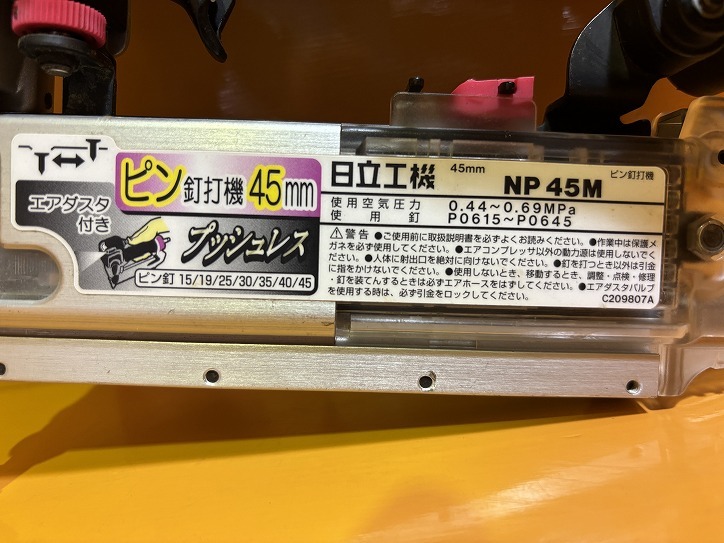 エアダスタ
付き
ピン釘打機45mm
プッシュレス
ピン釘 15/19/25/30/35/40/45
日立工機 45mm NP 45M ピン釘打機
使用空気圧力 0.44~0.69MPa
使用釘 P0615~P0645
⚠警告 ●ご使用前に取扱説明書を必ずよくお読みください。●作業中は保護メ
ガネを必ず使用してください。●エアコンプレッサ以外の動力源は使用しないでく
ださい。●人体に射出口を絶対に向けないでください。●釘を打つとき以外は引金
に指をかけないでください。●使用しないとき、移動するとき、調整・点検・修理
・釘を装てんするときは必ずエアホースをはずしてください。●エアダスタバルブ
を使用する時は、必ず引金をロックしてください。 C209807A